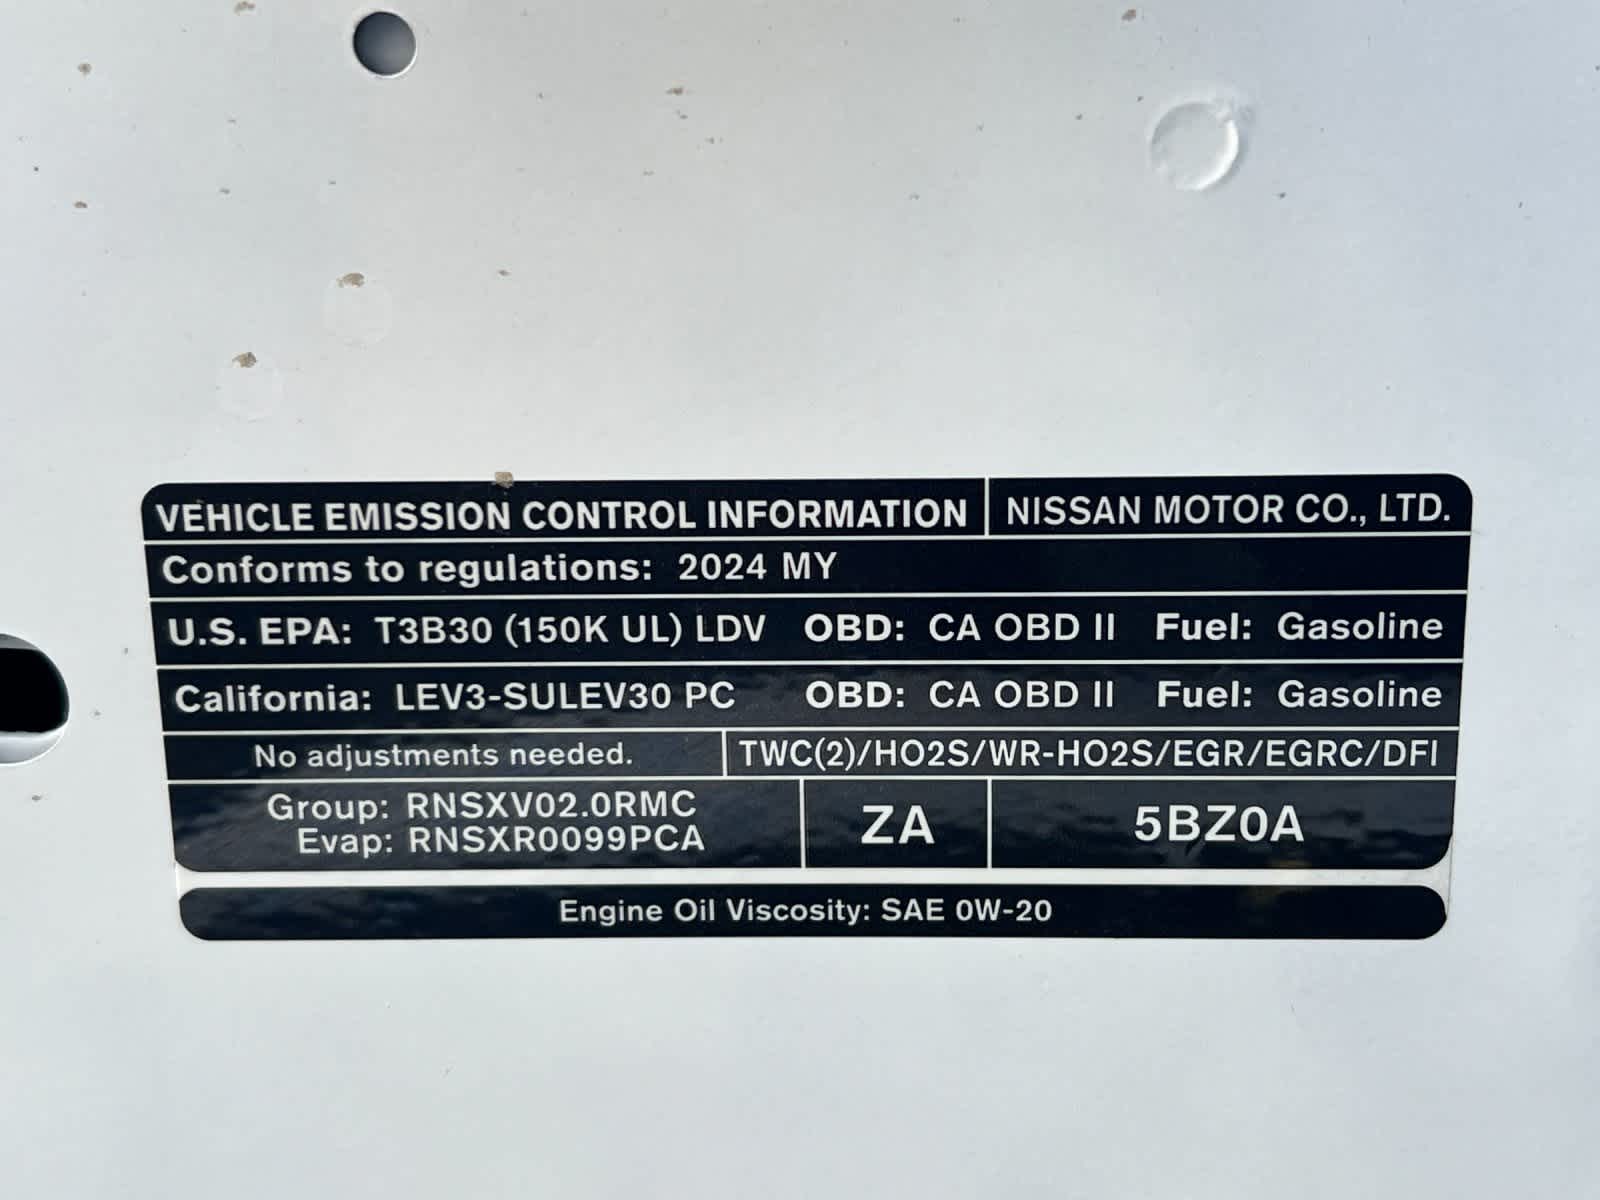 VEHICLE EMISSION CONTROL INFORMATION NISSAN MOTOR CO., LTD.
Conforms to regulations: 2024 MY
U.S. EPA: T3B30 (150K UL) LDV OBD: CA OBD II Fuel: Gasoline
California: LEV3-SULEV30 PC OBD: CA OBD II Fuel: Gasoline
No adjustments needed. TWC(2)/HO2S/WR-HO2S/EGR/EGRC/DFI
Group: RNSXV02.0RMC
Evap: RNSXR0099PCA
ZA
5BZ0A
Engine Oil Viscosity: SAE 0W-20